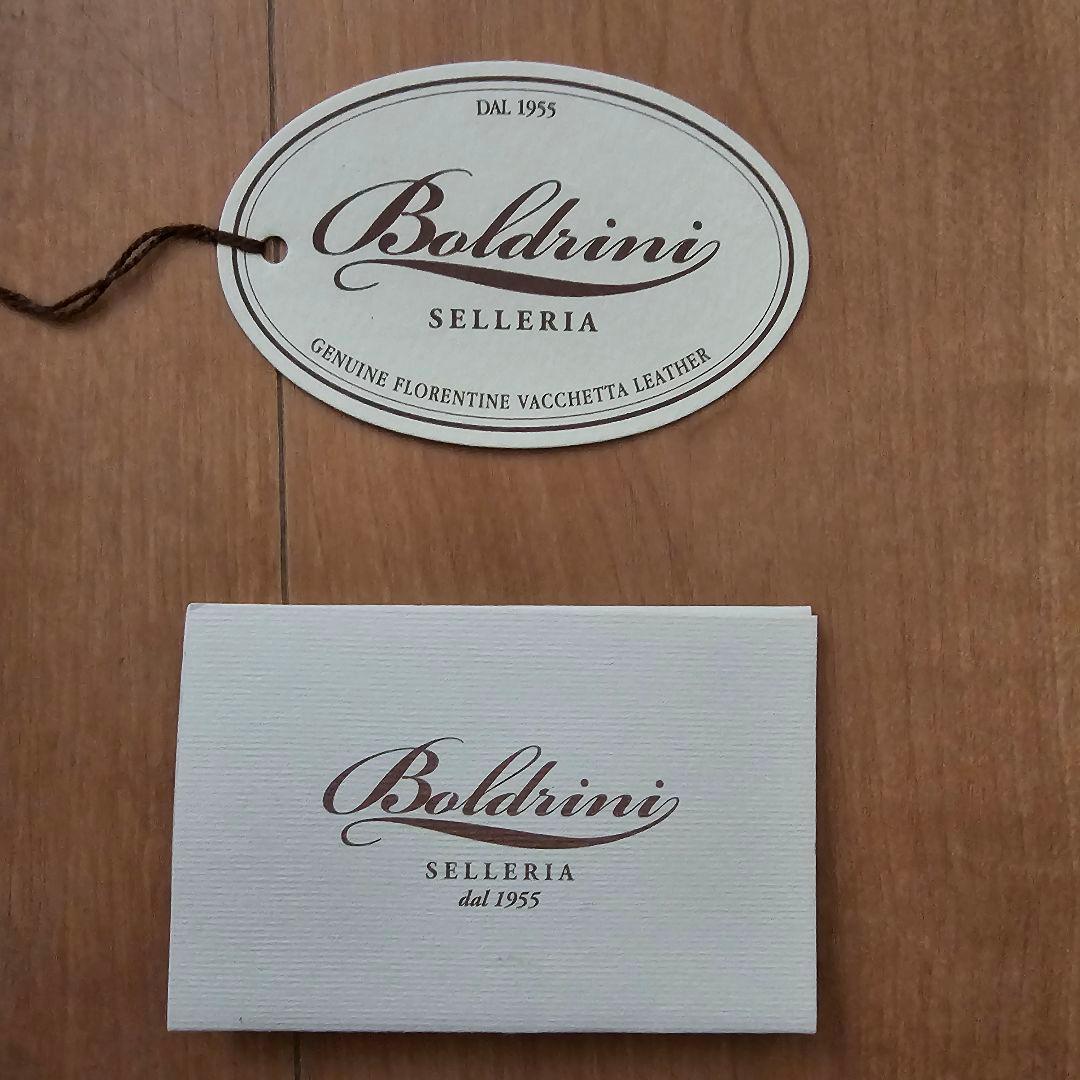 DAL 1955
Boldrini
SELLERIA
GENUINE FLORENTINE VACCHETTA LEATHER
Boldrini
SELLERIA
dal 1955